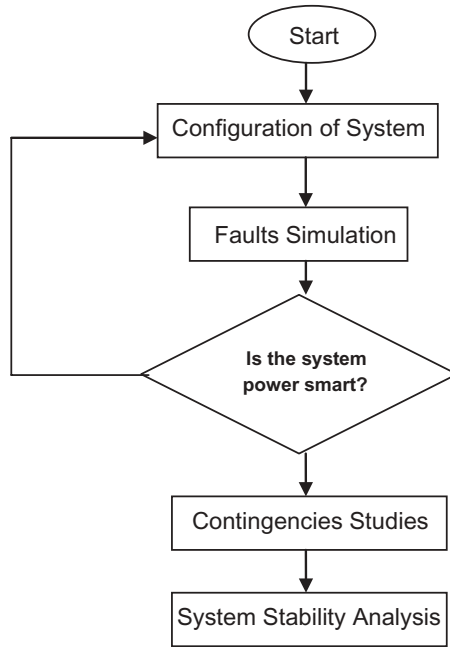 Start
Configuration of System
Faults Simulation
Is the system
power smart?
Contingencies Studies
System Stability Analysis